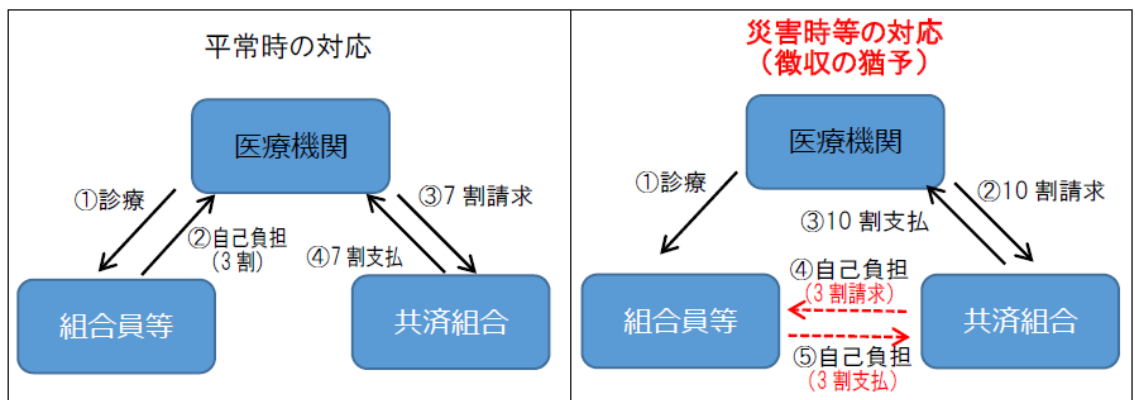 平常時の対応
医療機関
①診療
②自己負担
(3割)
③7 割請求
④7 割支払
組合員等
共済組合
災害時等の対応
（徴収の猶予）
医療機関
①診療
②10 割請求
③10 割支払
④自己負担
(3 割請求)
組合員等
共済組合
⑤自己負担
(3 割支払)